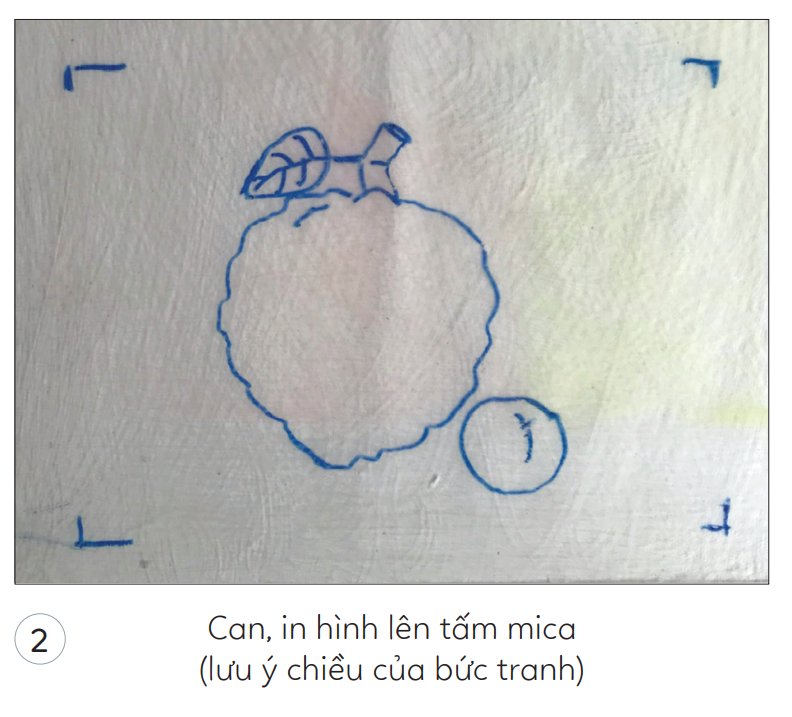 2
Can, in hình lên tấm mica
(lưu ý chiều của bức tranh)